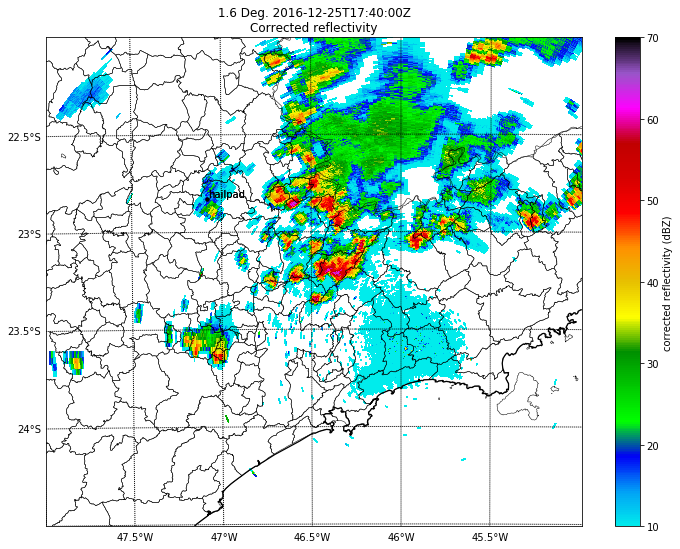 1.6 Deg. 2016-12-25T17:40:00Z
Corrected reflectivity
22.5°S
23°S
23.5°S
24°S
47.5°W
47°W
46.5°W
46°W
45.5°W
hailpad
70
60
50
40
30
20
10
corrected reflectivity (dBZ)